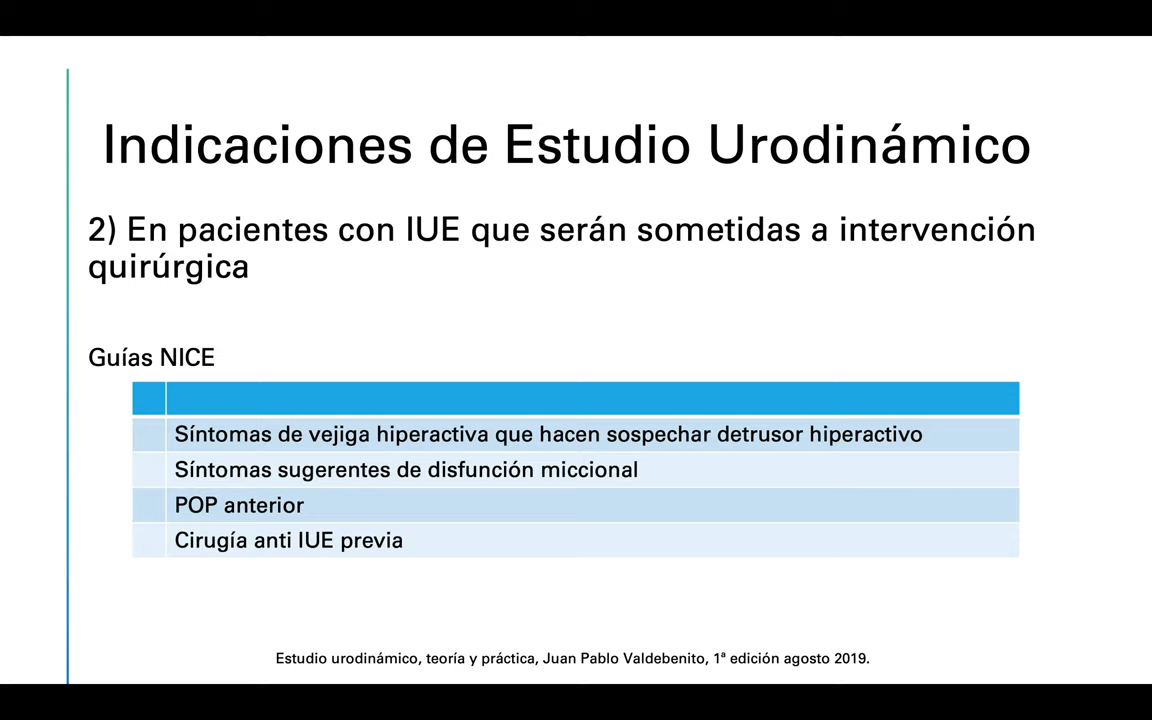 Indicaciones de Estudio Urodinámico
2) En pacientes con IUE que serán sometidas a intervención
quirúrgica
Guías NICE
Síntomas de vejiga hiperactiva que hacen sospechar detrusor hiperactivo
Síntomas sugerentes de disfunción miccional
POP anterior
Cirugía anti IUE previa
Estudio urodinámico, teoría y práctica, Juan Pablo Valdebenito, 1ª edición agosto 2019.